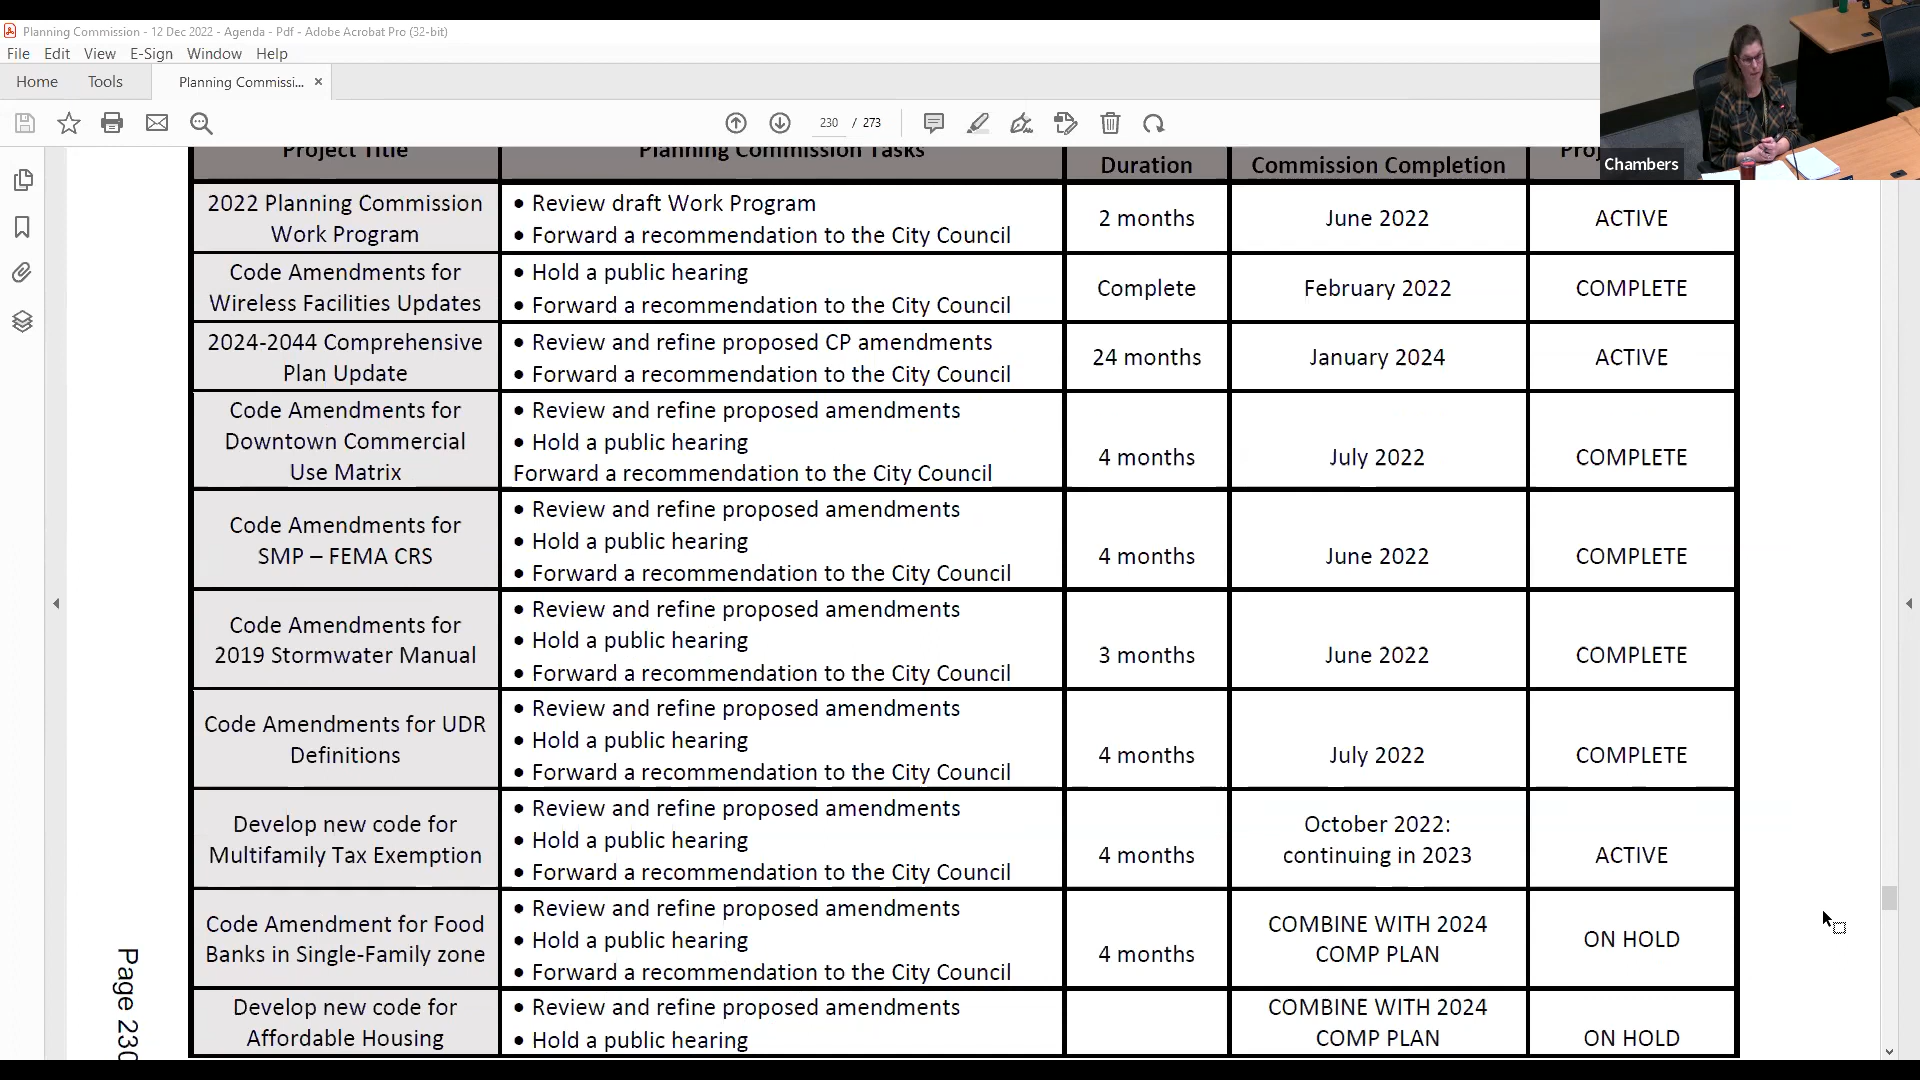 Planning Commission - 12 Dec 2022 - Agenda - Pdf - Adobe Acrobat Pro (32-bit)
File Edit View E-Sign Window Help
Home Tools Planning Commissi... ×
230 / 273
Chambers
Project Title Planning Commission Tasks Duration Commission Completion
2022 Planning Commission
Work Program
• Review draft Work Program
• Forward a recommendation to the City Council
2 months
June 2022
ACTIVE
Code Amendments for
Wireless Facilities Updates
• Hold a public hearing
• Forward a recommendation to the City Council
Complete
February 2022
COMPLETE
2024-2044 Comprehensive
Plan Update
• Review and refine proposed CP amendments
• Forward a recommendation to the City Council
24 months
January 2024
ACTIVE
Code Amendments for
Downtown Commercial
Use Matrix
• Review and refine proposed amendments
• Hold a public hearing
Forward a recommendation to the City Council
4 months
July 2022
COMPLETE
Code Amendments for
SMP – FEMA CRS
• Review and refine proposed amendments
• Hold a public hearing
• Forward a recommendation to the City Council
4 months
June 2022
COMPLETE
Code Amendments for
2019 Stormwater Manual
• Review and refine proposed amendments
• Hold a public hearing
• Forward a recommendation to the City Council
3 months
June 2022
COMPLETE
Code Amendments for UDR
Definitions
• Review and refine proposed amendments
• Hold a public hearing
• Forward a recommendation to the City Council
4 months
July 2022
COMPLETE
Develop new code for
Multifamily Tax Exemption
• Review and refine proposed amendments
• Hold a public hearing
• Forward a recommendation to the City Council
4 months
October 2022:
continuing in 2023
ACTIVE
Code Amendment for Food
Banks in Single-Family zone
• Review and refine proposed amendments
• Hold a public hearing
• Forward a recommendation to the City Council
4 months
COMBINE WITH 2024
COMP PLAN
ON HOLD
Develop new code for
Affordable Housing
• Review and refine proposed amendments
• Hold a public hearing
COMBINE WITH 2024
COMP PLAN
ON HOLD
Page 230